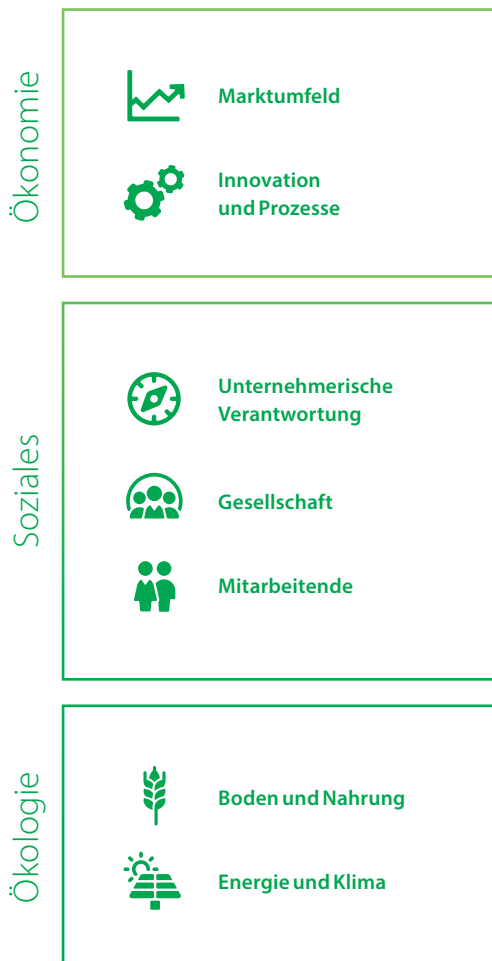 Ökonomie
Marktumfeld
Innovation
und Prozesse
Soziales
Unternehmerische
Verantwortung
Gesellschaft
Mitarbeitende
Ökologie
Boden und Nahrung
Energie und Klima